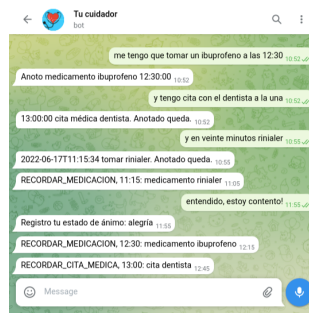 Tu cuidador
bot
me tengo que tomar un ibuprofeno a las 12:30 10:52
Anoto medicamento ibuprofeno 12:30:00 10:52
y tengo cita con el dentista a la una 10:52
13:00:00 cita médica dentista. Anotado queda. 10:52
y en veinte minutos rinialer 10:55
2022-06-17T11:15:34 tomar rinialer. Anotado queda. 10:55
RECORDAR_MEDICACION, 11:15: medicamento rinialer 11:05
entendido, estoy contento! 11:55
Registro tu estado de ánimo: alegría 11:55
RECORDAR_MEDICACION, 12:30: medicamento ibuprofeno 12:15
RECORDAR_CITA_MEDICA, 13:00: cita dentista 12:45
Message